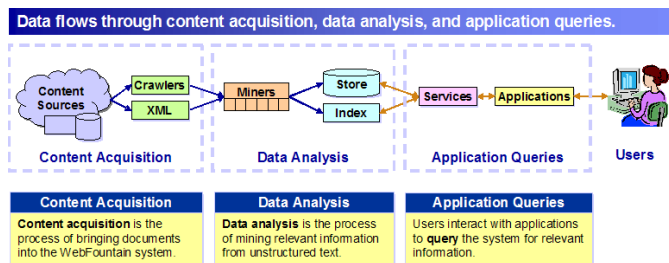 Data flows through content acquisition, data analysis, and application queries.
Content
Sources
Crawlers
XML
Miners
Store
Index
Services
Applications
Content Acquisition
Data Analysis
Application Queries
Users
Content Acquisition
Content acquisition is the
process of bringing documents
into the WebFountain system.
Data Analysis
Data analysis is the process
of mining relevant information
from unstructured text.
Application Queries
Users interact with applications
to query the system for relevant
information.